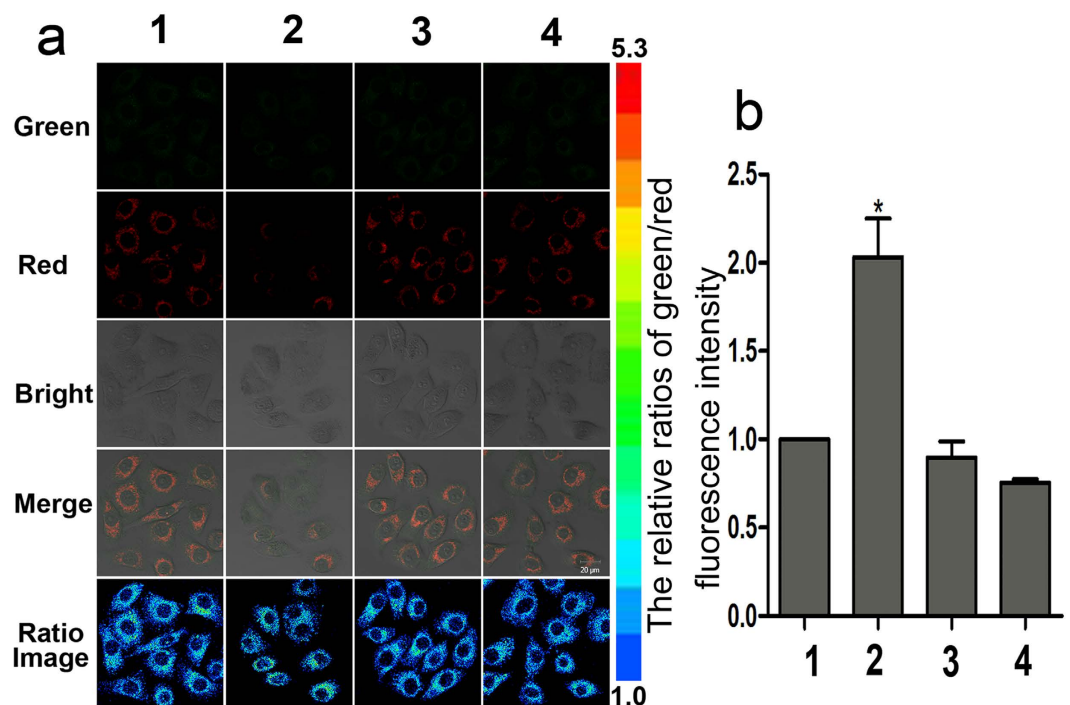 a
1 2 3 4
Green
Red
Bright
Merge
Ratio
Image
20 µm
5.3
The relative ratios of green/red
1.0
b
fluorescence intensity
2.5
2.0
1.5
1.0
0.5
0.0
*
1 2 3 4